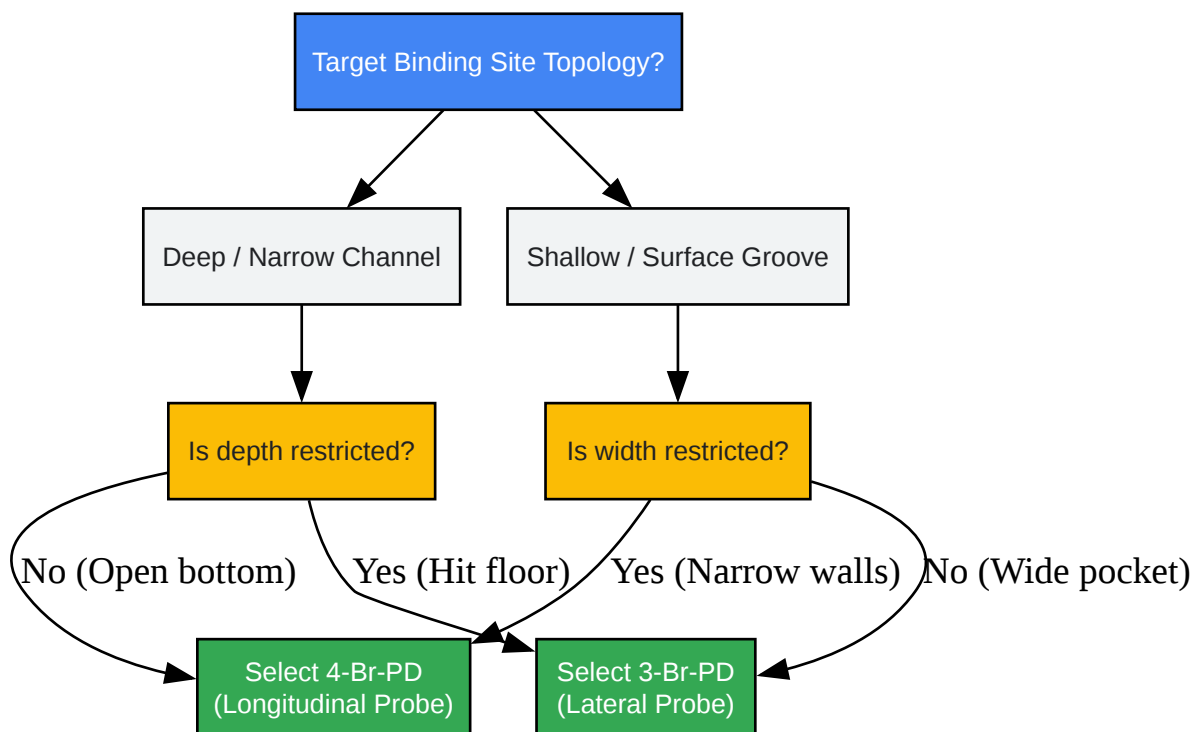 Target Binding Site Topology?
Deep / Narrow Channel
Shallow / Surface Groove
Is depth restricted?
Is width restricted?
No (Open bottom)
Yes (Hit floor)
Yes (Narrow walls)
No (Wide pocket)
Select 4-Br-PD
(Longitudinal Probe)
Select 3-Br-PD
(Lateral Probe)